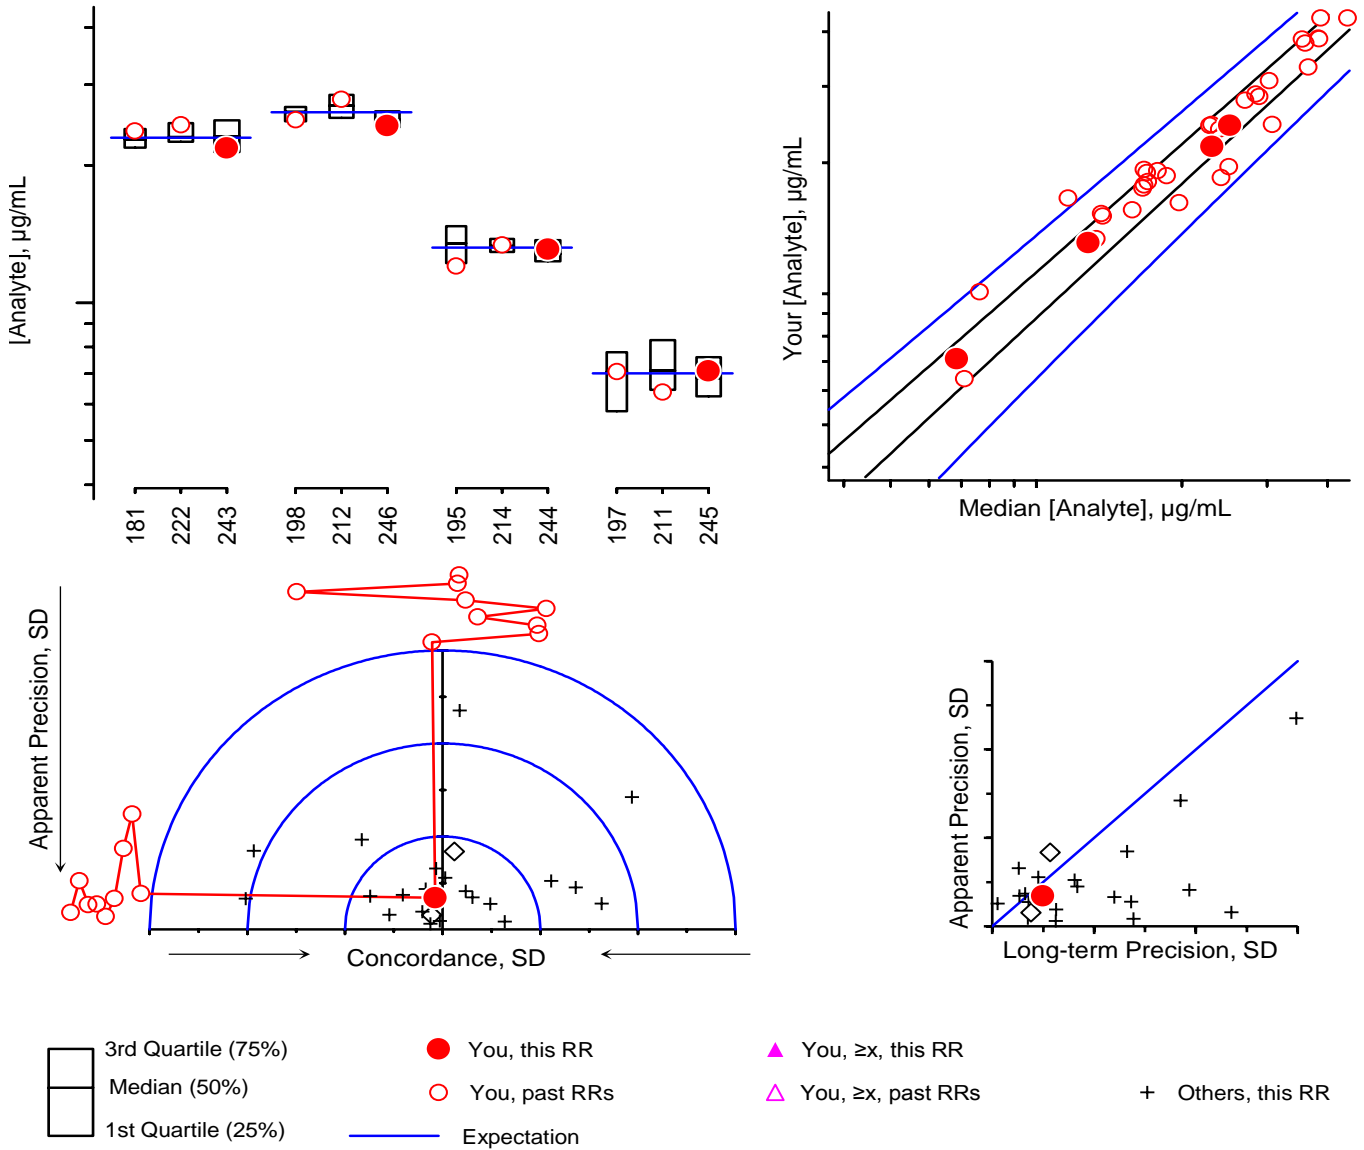 [Analyte], µg/mL
181
222
243
198
212
246
195
214
244
197
211
245
Your [Analyte], µg/mL
Median [Analyte], µg/mL
Apparent Precision, SD
Concordance, SD
Apparent Precision, SD
Long-term Precision, SD
3rd Quartile (75%)
Median (50%)
1st Quartile (25%)
You, this RR
You, past RRs
Expectation
You, ≥x, this RR
You, ≥x, past RRs
Others, this RR